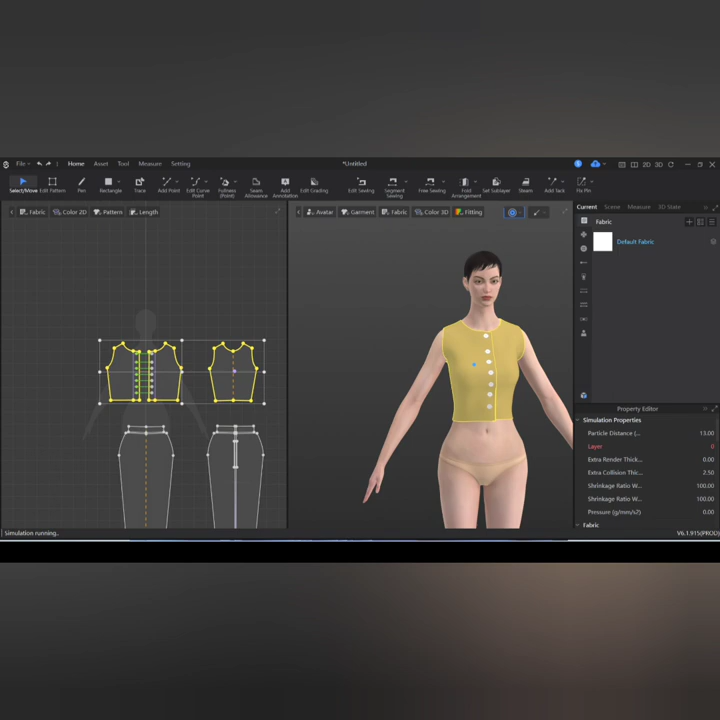 File Home Asset Tool Measure Setting *Untitled 2D 3D
Select/Move Edit Pattern Pen Rectangle Trace Add Point Edit Curve Point Fullness (Point) Seam Allowance Add Annotation Edit Grading Edit Sewing Segment Sewing Free Sewing Fold Arrangement Set Sublayer Steam Add Tack Fix Pin
Fabric Color 2D Pattern Length Avatar Garment Fabric Color 3D Fitting
Current Scene Measure 3D State
Fabric
Default Fabric
Property Editor
Simulation Properties
Particle Distance (... 13.00
Layer 0
Extra Render Thick... 0.00
Extra Collision Thic... 2.50
Shrinkage Ratio W... 100.00
Shrinkage Ratio W... 100.00
Pressure (g/mm/s2) 0.00
Fabric
Simulation running.. V6.1.915(PROD)